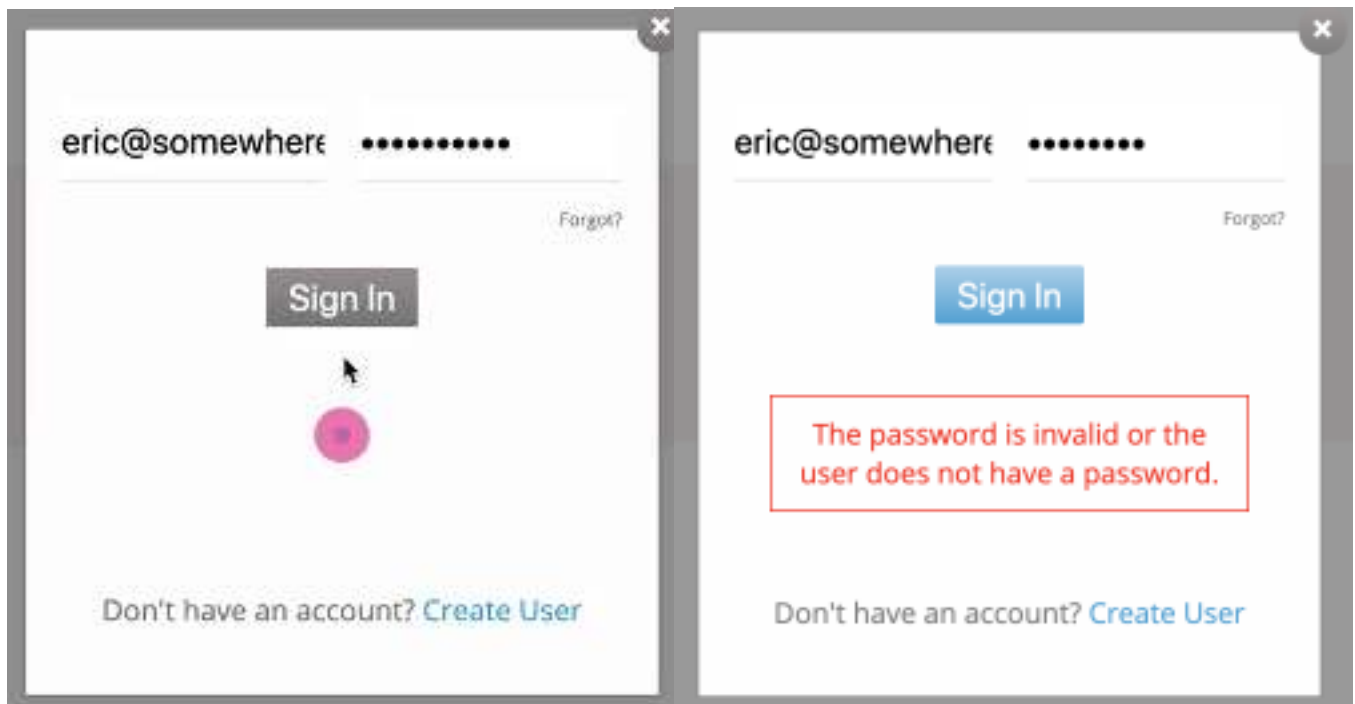 eric@somewhere
••••••••••
Forgot?
Sign In
Don't have an account? Create User
eric@somewhere
••••••••
Forgot?
Sign In
The password is invalid or the
user does not have a password.
Don't have an account? Create User